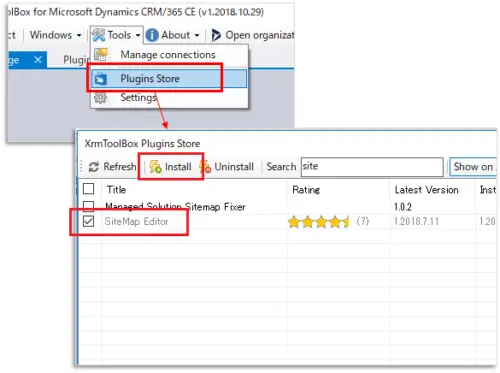 oolBox for Microsoft Dynamics CRM/365 CE (v1.2018.10.29)
ct Windows Tools About Open organizat
ge Plugin
Manage connections
Plugins Store
Settings
XrmToolBox Plugins Store
Refresh Install Uninstall Search site Show on
Title Rating Latest Version Inst
Managed Solution Sitemap Fixer 1.0.2
SiteMap Editor (7) 1.2018.7.11 1.20